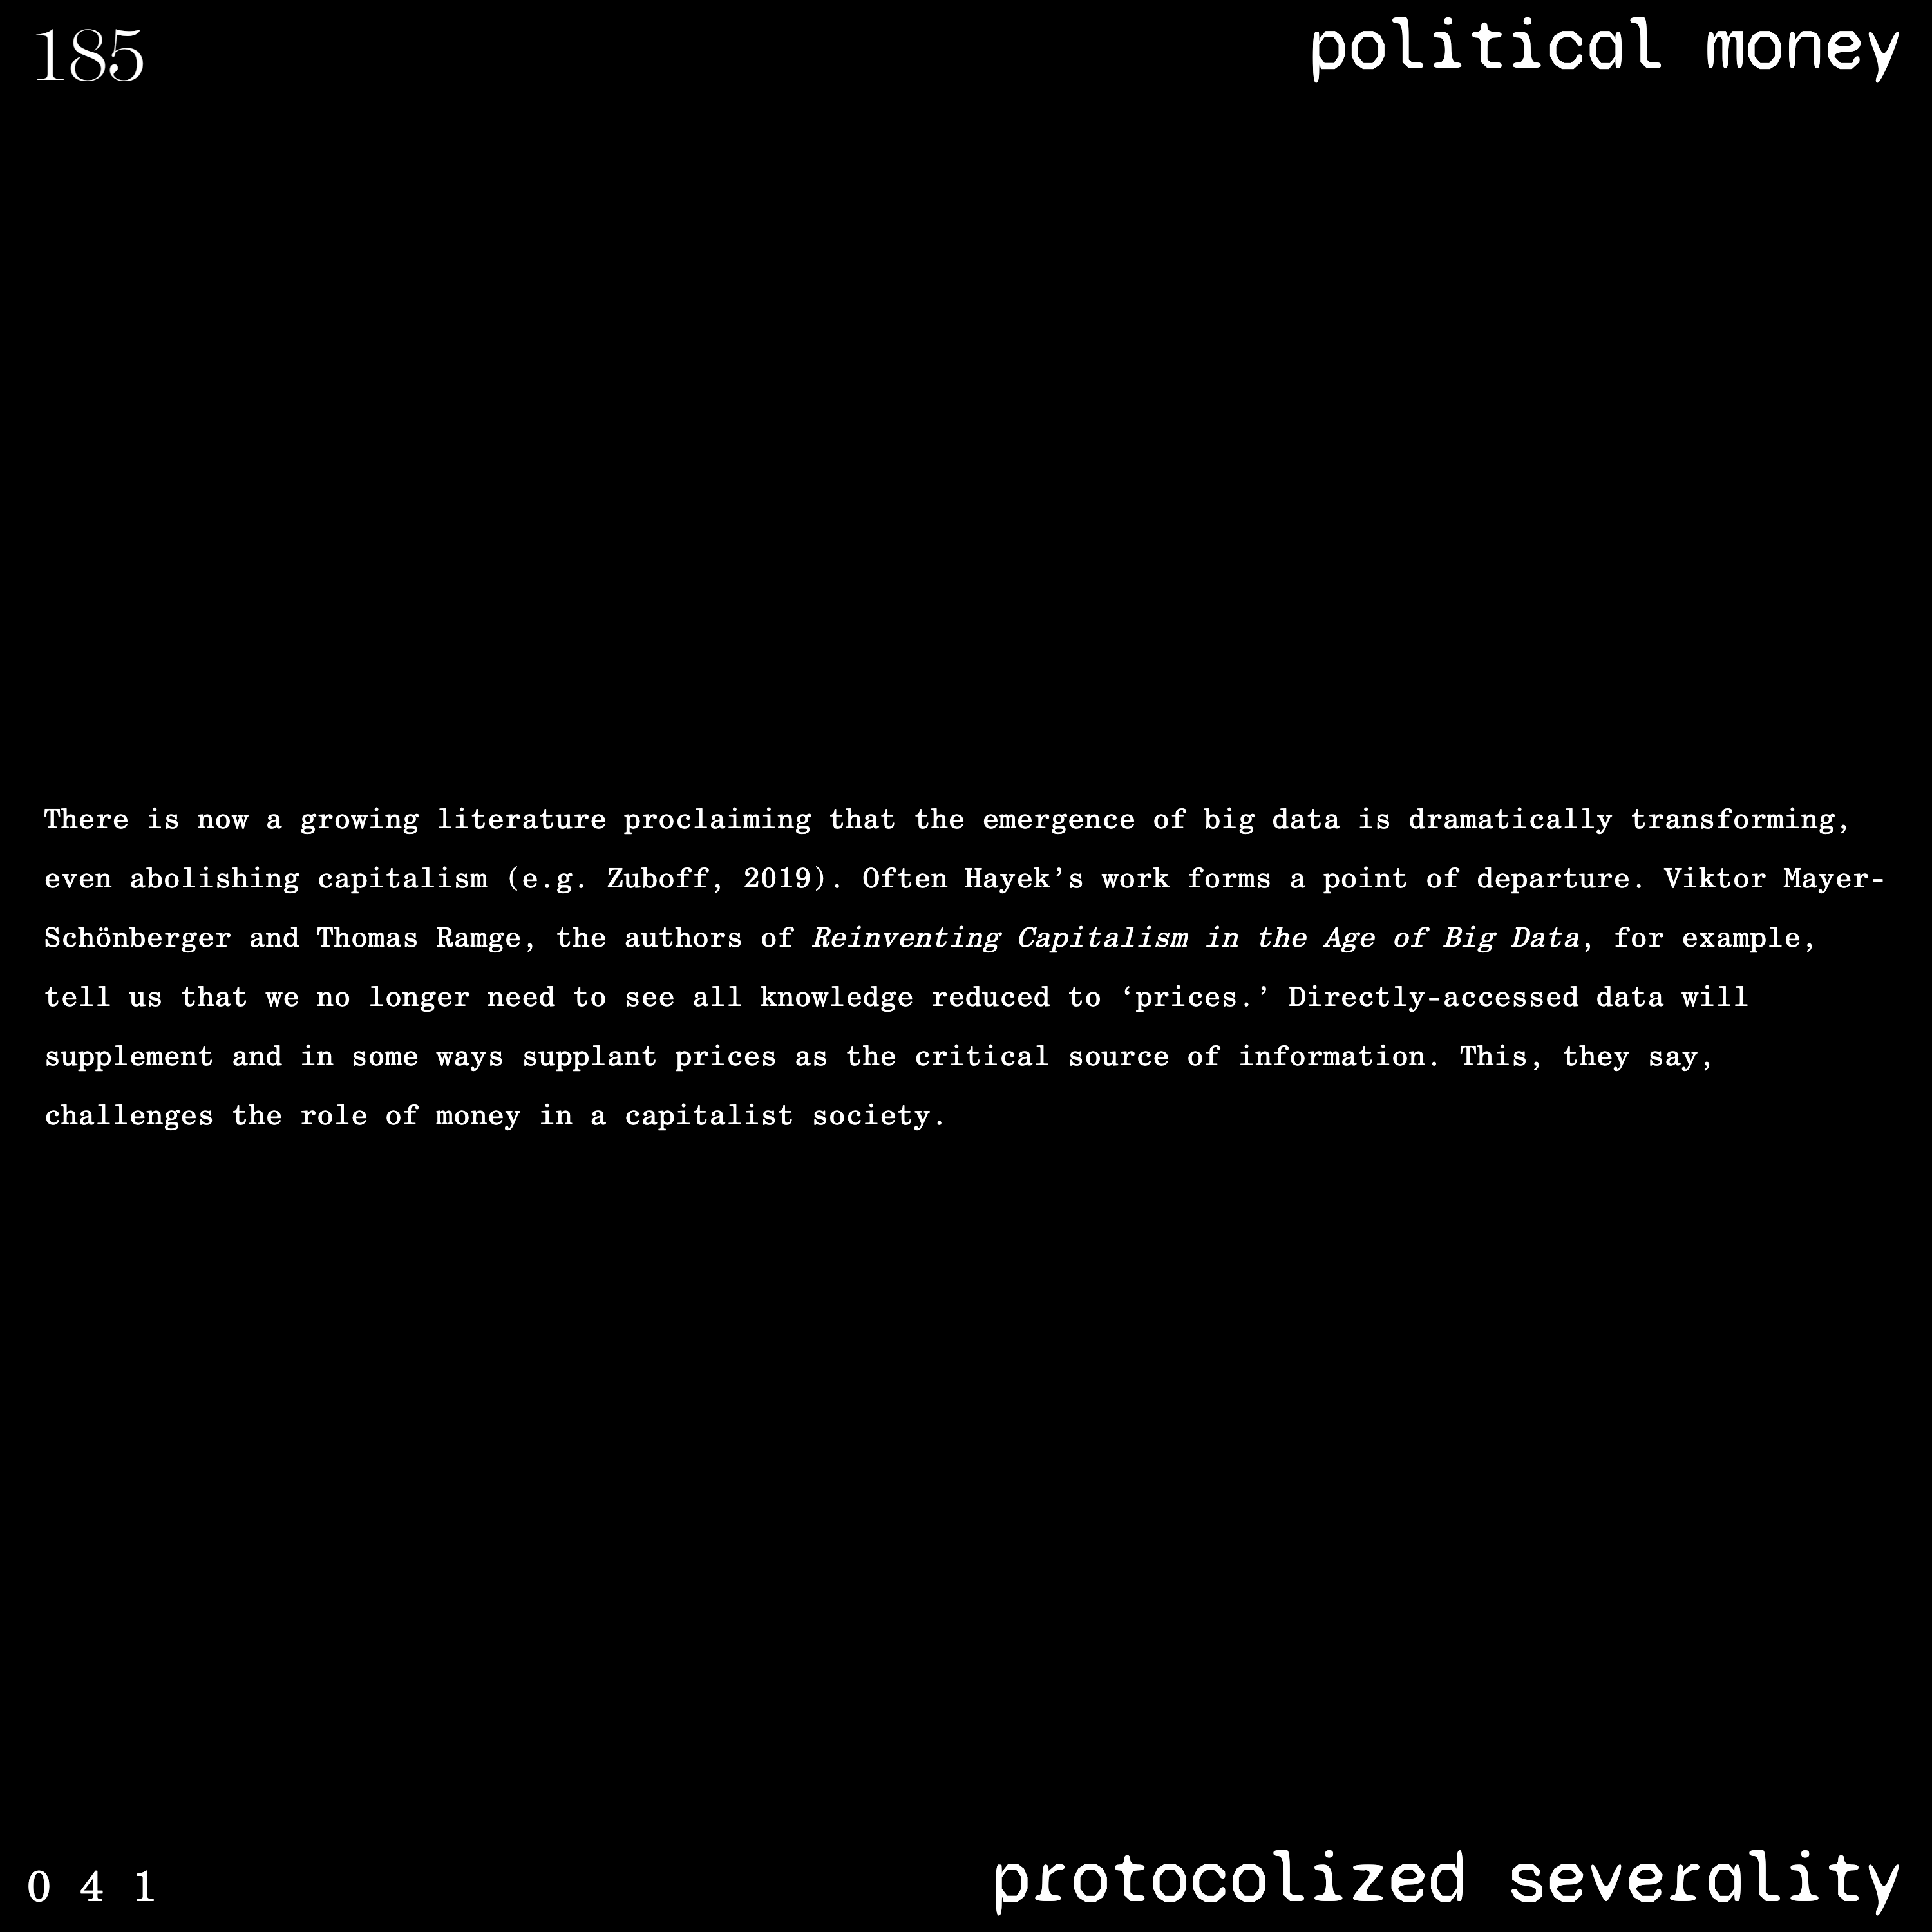 185
political money
There is now a growing literature proclaiming that the emergence of big data is dramatically transforming,
even abolishing capitalism (e.g. Zuboff, 2019). Often Hayek’s work forms a point of departure. Viktor Mayer-
Schönberger and Thomas Ramge, the authors of Reinventing Capitalism in the Age of Big Data, for example,
tell us that we no longer need to see all knowledge reduced to ‘prices.’ Directly-accessed data will
supplement and in some ways supplant prices as the critical source of information. This, they say,
challenges the role of money in a capitalist society.
0 4 1
protocolized severality